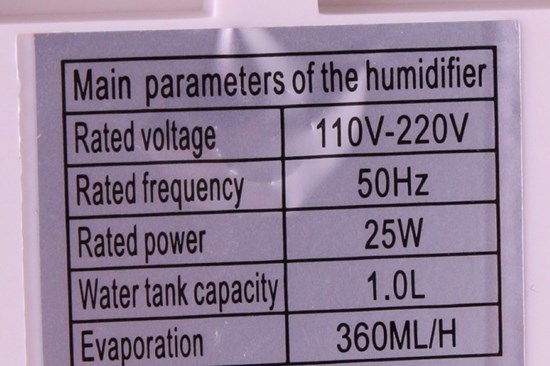 Main parameters of the humidifier
Rated voltage 110V-220V
Rated frequency 50Hz
Rated power 25W
Water tank capacity 1.0L
Evaporation 360ML/H